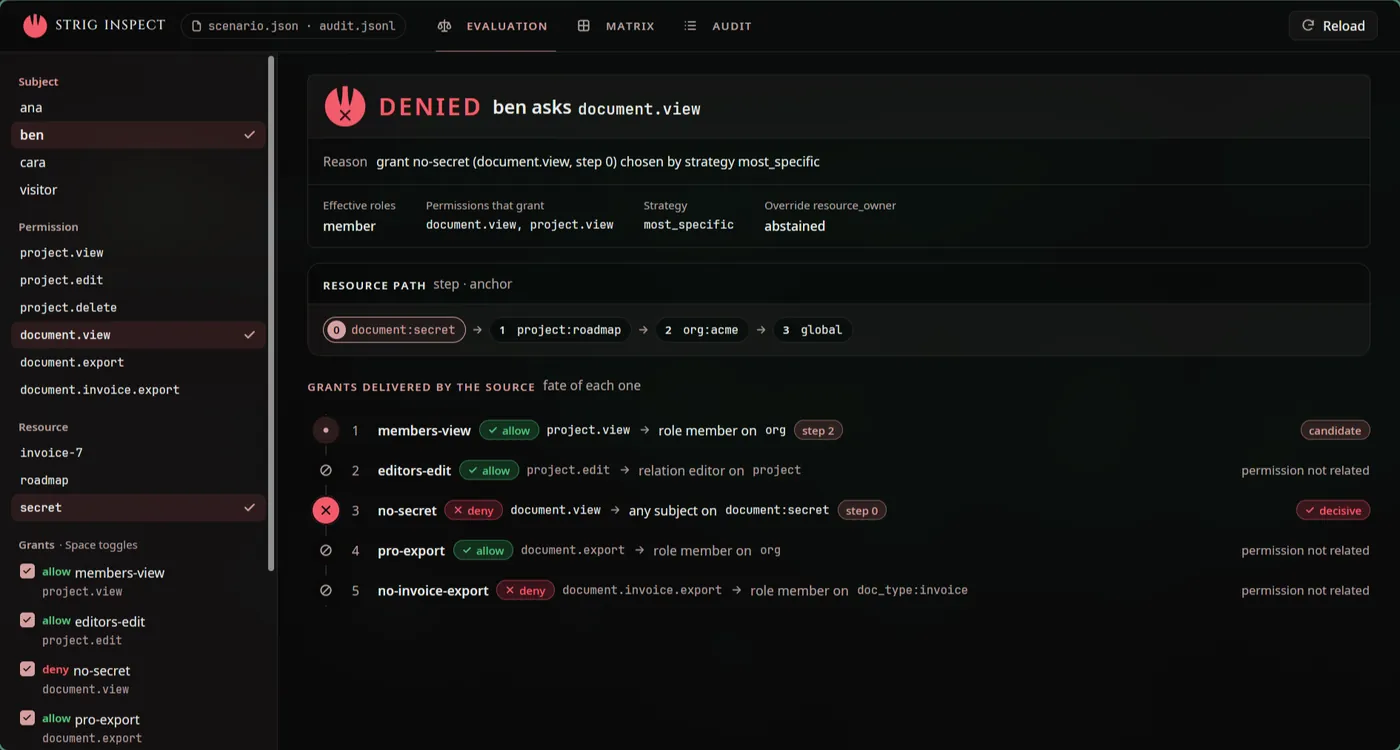 STRIG INSPECT scenario.json · audit.jsonl EVALUATION MATRIX AUDIT Reload
Subject
ana
ben
cara
visitor
Permission
project.view
project.edit
project.delete
document.view
document.export
document.invoice.export
Resource
invoice-7
roadmap
secret
Grants · Space toggles
allow members-view
project.view
allow editors-edit
project.edit
deny no-secret
document.view
allow pro-export
document.export
DENIED ben asks document.view
Reason grant no-secret (document.view, step 0) chosen by strategy most_specific
Effective roles Permissions that grant Strategy Override resource_owner
member document.view, project.view most_specific abstained
RESOURCE PATH step · anchor
0 document:secret → 1 project:roadmap → 2 org:acme → 3 global
GRANTS DELIVERED BY THE SOURCE fate of each one
1 members-view allow project.view → role member on org step 2 candidate
2 editors-edit allow project.edit → relation editor on project permission not related
3 no-secret deny document.view → any subject on document:secret step 0 decisive
4 pro-export allow document.export → role member on org permission not related
5 no-invoice-export deny document.invoice.export → role member on doc_type:invoice permission not related